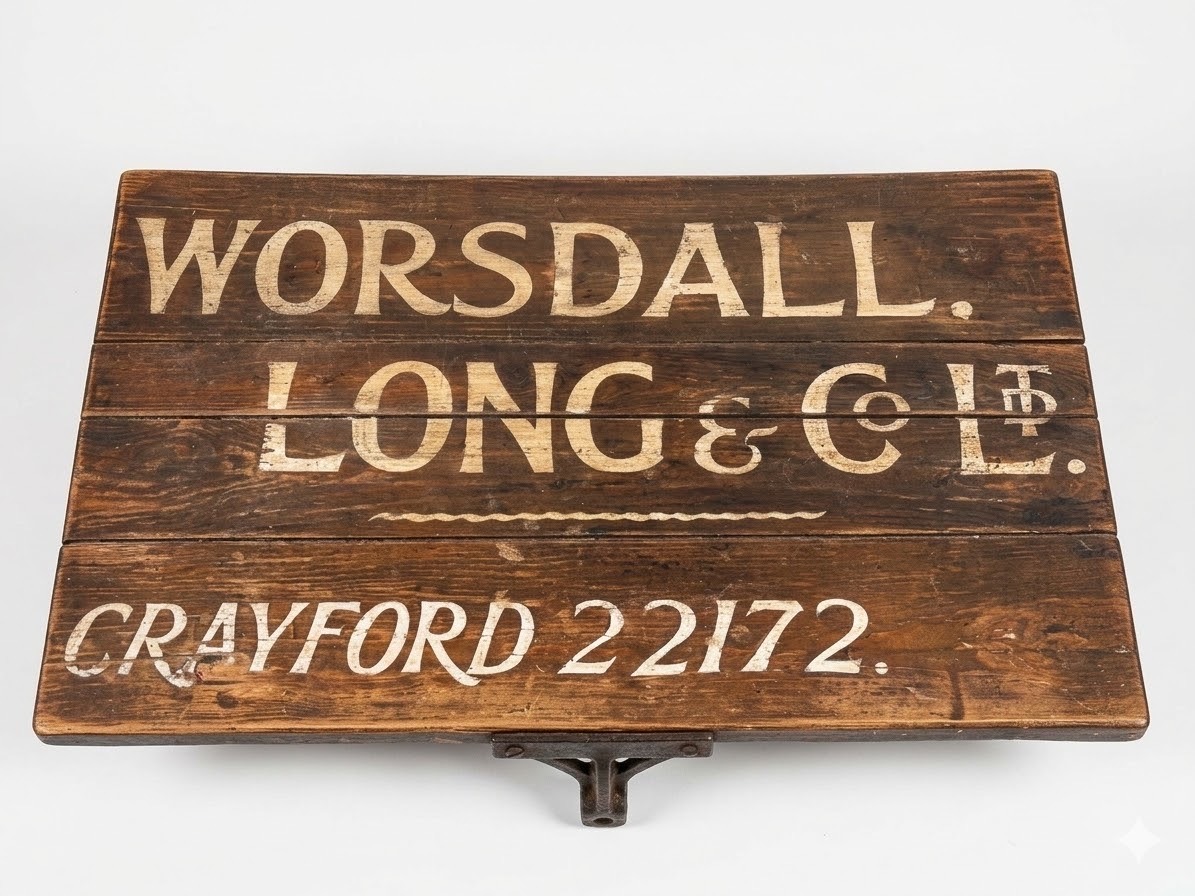 WORSDALL.
LONG & Co LTD.
CRAYFORD 22172.